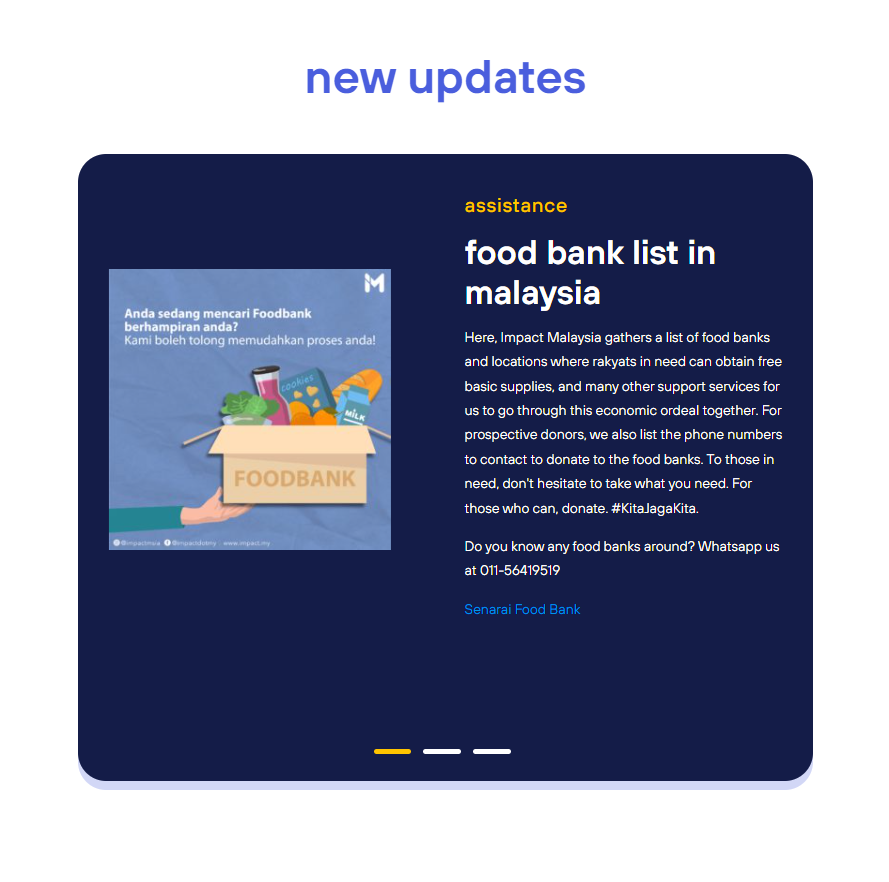 new updates
assistance
food bank list in
malaysia
Here, Impact Malaysia gathers a list of food banks
and locations where rakyats in need can obtain free
basic supplies, and many other support services for
us to go through this economic ordeal together. For
prospective donors, we also list the phone numbers
to contact to donate to the food banks. To those in
need, don't hesitate to take what you need. For
those who can, donate. #KitaJagaKita.
Do you know any food banks around? Whatsapp us
at 011-56419519
Senarai Food Bank
M
Anda sedang mencari Foodbank
berhampiran anda?
Kami boleh tolong memudahkan proses anda!
cookies
MILK
FOODBANK
@impactmsia @impactdotmy | www.impact.my